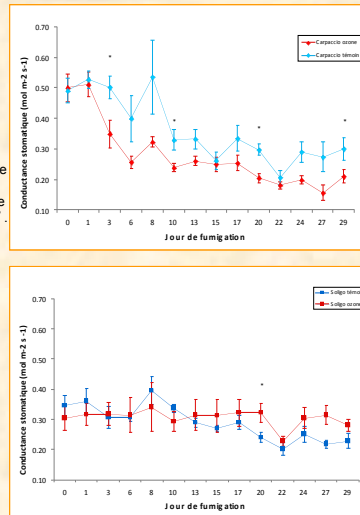 0.70
Carpaccio ozone
Carpaccio témoin
0.60
0.50
0.40
0.30
0.20
0.10
Conductance stomatique (mol m-2 s -1)
* * * *
0 1 3 6 8 10 13 15 17 20 22 24 27 29
Jour de fumigation
e
e
0.70
Soligo témoi
Soligo ozone
0.60
0.50
0.40
0.30
0.20
0.10
Conductance stomatique (mol m-2 s -1)
*
0 1 3 6 8 10 13 15 17 20 22 24 27 29
Jour de fumigation